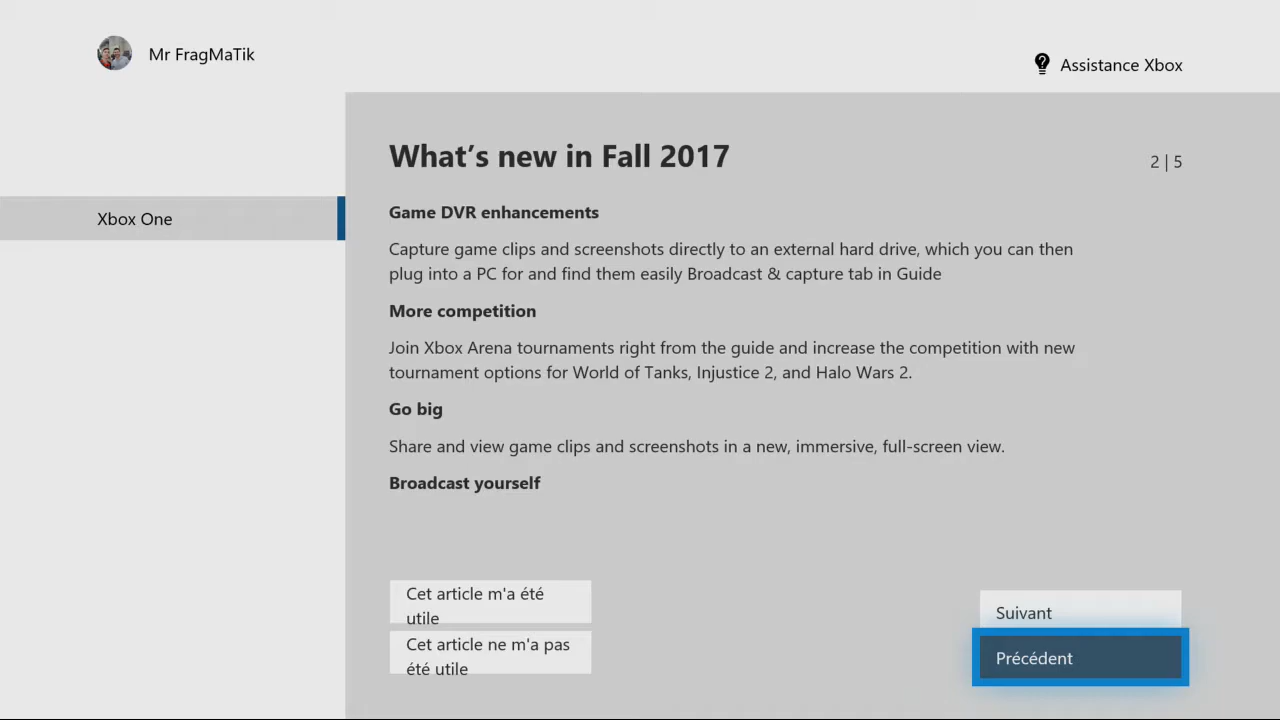 Mr FragMaTik
Assistance Xbox
What's new in Fall 2017
2 | 5
Xbox One
Game DVR enhancements
Capture game clips and screenshots directly to an external hard drive, which you can then
plug into a PC for and find them easily Broadcast & capture tab in Guide
More competition
Join Xbox Arena tournaments right from the guide and increase the competition with new
tournament options for World of Tanks, Injustice 2, and Halo Wars 2.
Go big
Share and view game clips and screenshots in a new, immersive, full-screen view.
Broadcast yourself
Cet article m'a été
utile
Cet article ne m'a pas
été utile
Suivant
Précédent